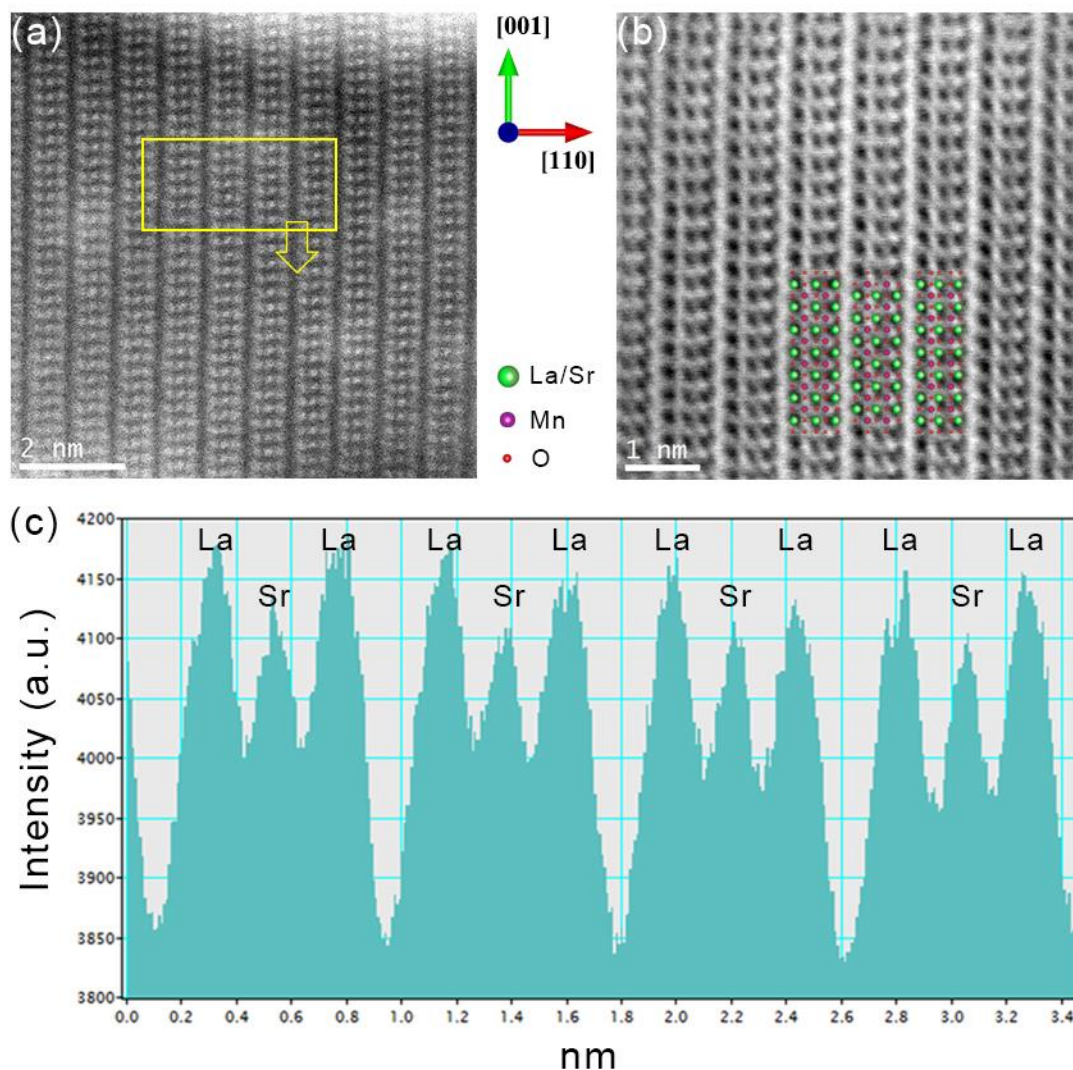 (a)
2 nm
[001]
[110]
La/Sr
Mn
O
(b)
1 nm
(c)
Intensity (a.u.)
4200
4150
4100
4050
4000
3950
3900
3850
3800
La La La La La La La La
Sr Sr Sr Sr
0.0 0.2 0.4 0.6 0.8 1.0 1.2 1.4 1.6 1.8 2.0 2.2 2.4 2.6 2.8 3.0 3.2 3.4
nm